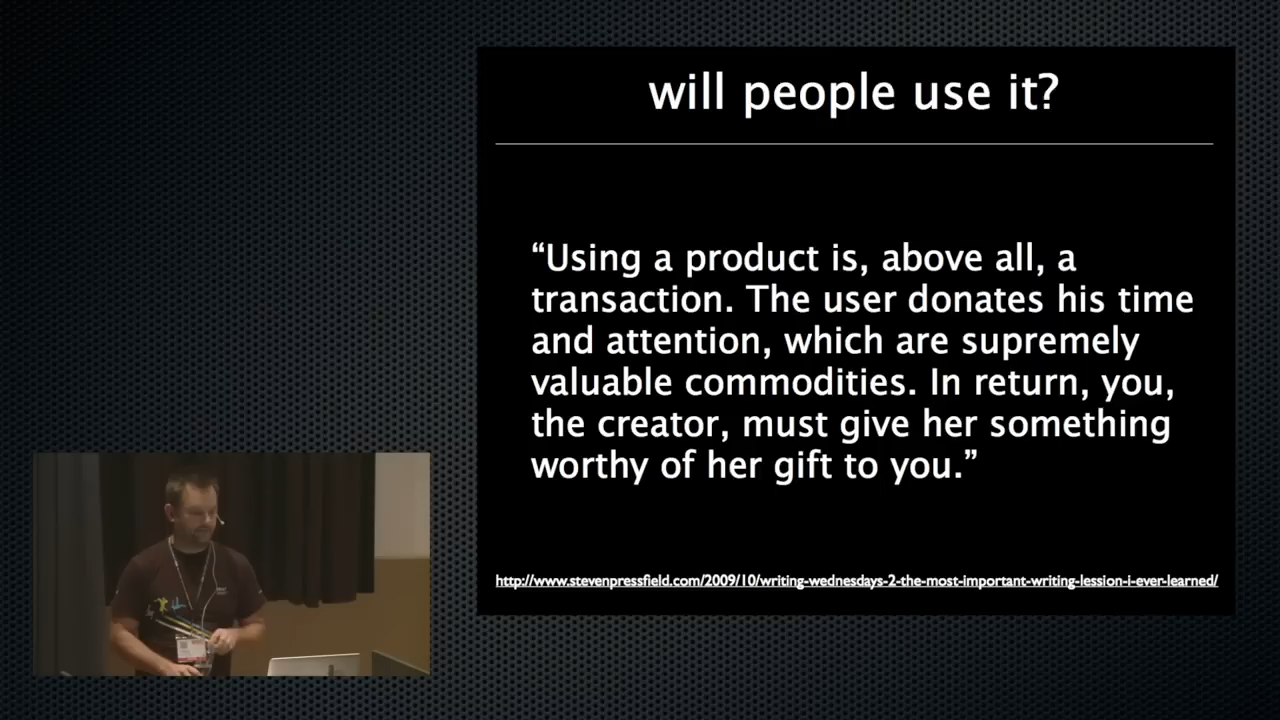 will people use it?
“Using a product is, above all, a
transaction. The user donates his time
and attention, which are supremely
valuable commodities. In return, you,
the creator, must give her something
worthy of her gift to you.”
http://www.stevenpressfield.com/2009/10/writing-wednesdays-2-the-most-important-writing-lession-i-ever-learned/